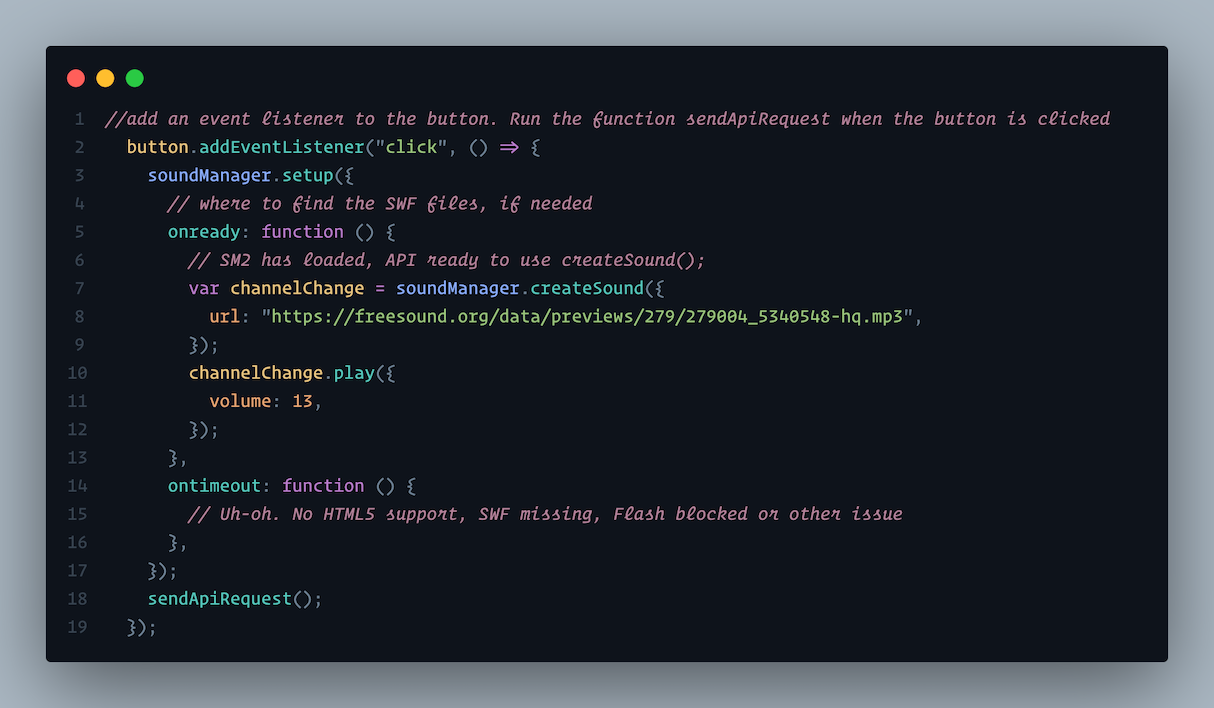 1 //add an event listener to the button. Run the function sendApiRequest when the button is clicked
2   button.addEventListener("click", () => {
3     soundManager.setup({
4       // where to find the SWF files, if needed
5       onready: function () {
6         // SM2 has loaded, API ready to use createSound();
7         var channelChange = soundManager.createSound({
8           url: "https://freesound.org/data/previews/279/279004_5340548-hq.mp3",
9         });
10         channelChange.play({
11           volume: 13,
12         });
13       },
14       ontimeout: function () {
15         // Uh-oh. No HTML5 support, SWF missing, Flash blocked or other issue
16       },
17     });
18     sendApiRequest();
19   });